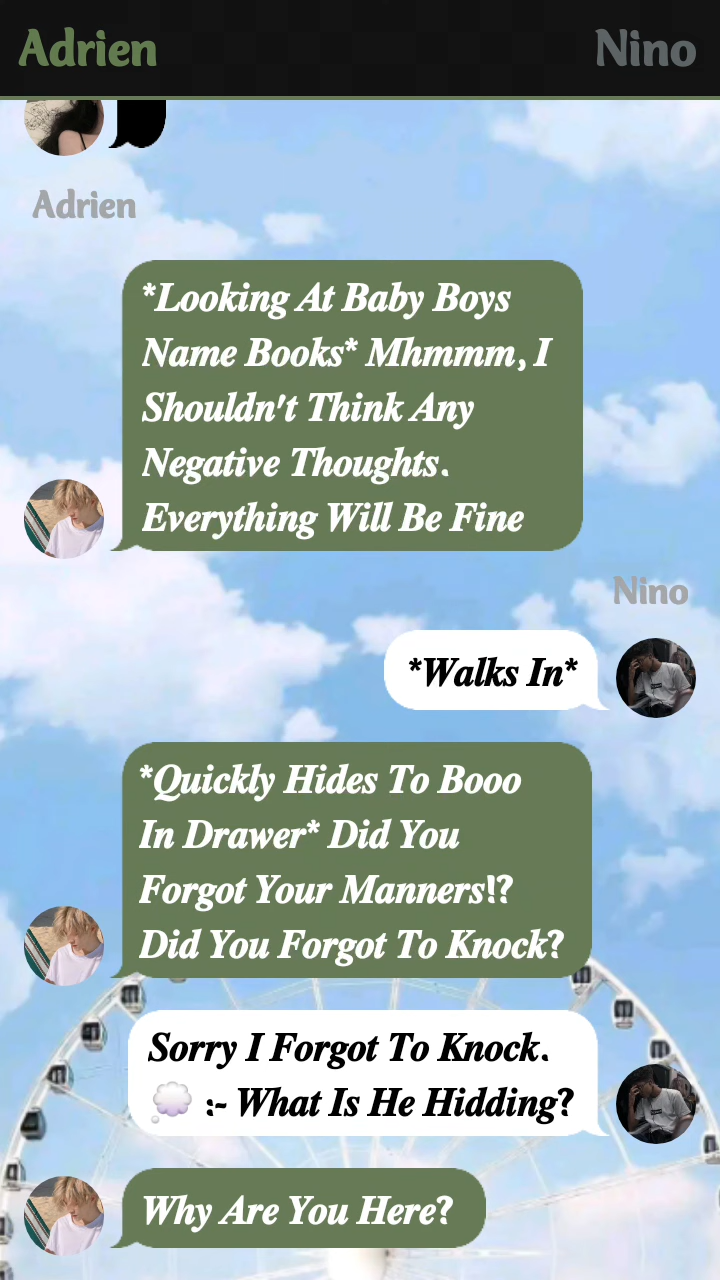 Adrien
Nino
Adrien
*Looking At Baby Boys
Name Books* Mhmmm, I
Shouldn't Think Any
Negative Thoughts.
Everything Will Be Fine
Nino
*Walks In*
*Quickly Hides To Booo
In Drawer* Did You
Forgot Your Manners!?
Did You Forgot To Knock?
Sorry I Forgot To Knock.
💭 :- What Is He Hidding?
Why Are You Here?